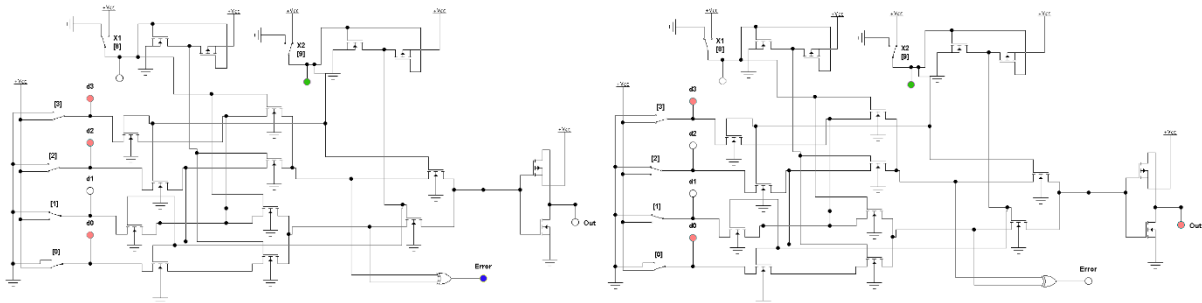 +Vcc
+Vcc
+Vcc
+Vcc
X1
[8]
X2
[9]
+Vcc
d3
[3]
d2
[2]
d1
[1]
d0
[0]
+Vcc
Out
Error
+Vcc
+Vcc
+Vcc
+Vcc
X1
[8]
X2
[9]
+Vcc
d3
[3]
d2
[2]
d1
[1]
d0
[0]
+Vcc
Out
Error